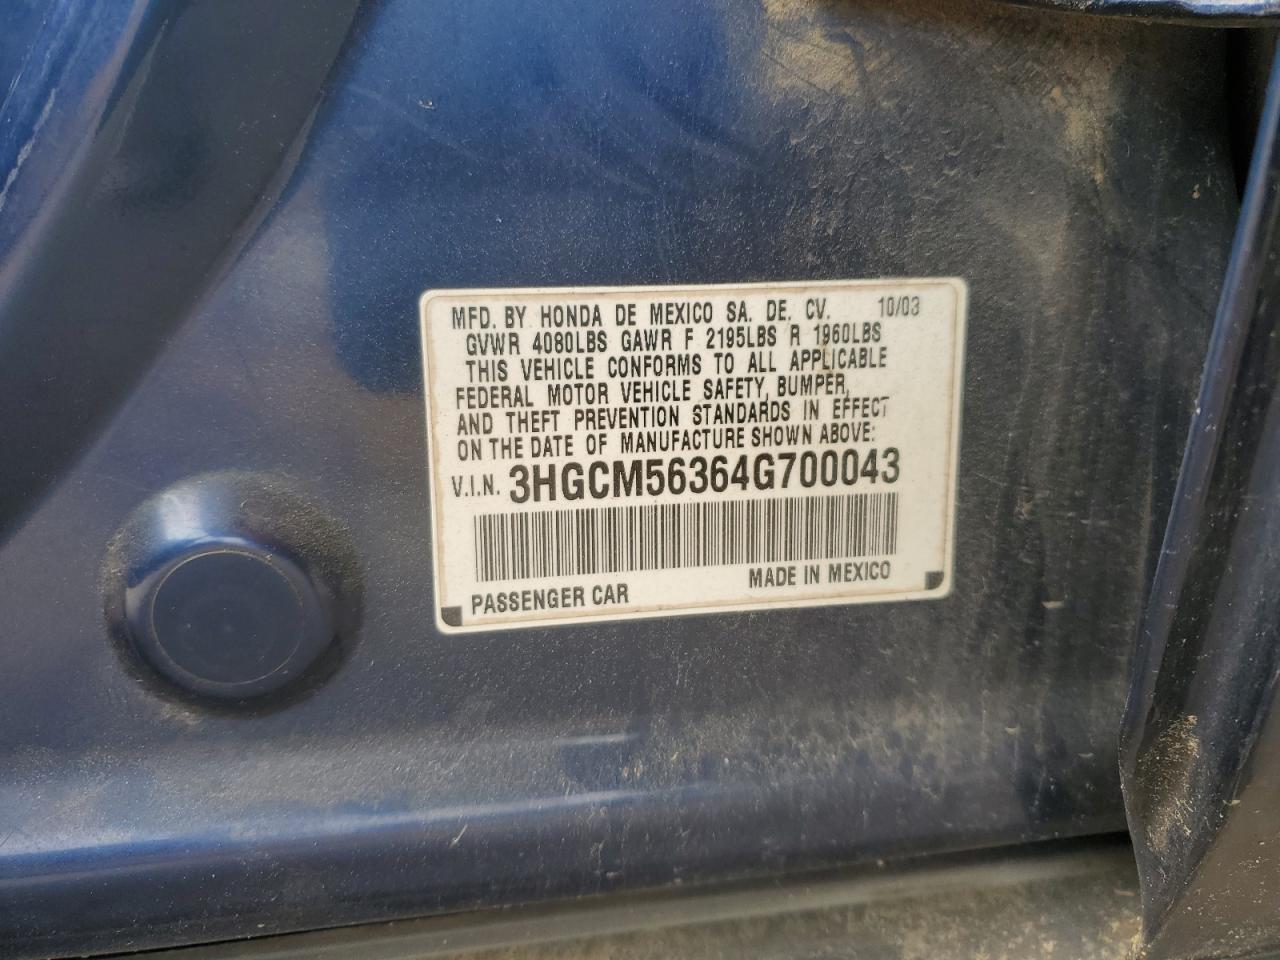 MFD. BY HONDA DE MEXICO SA. DE. CV. 10/03
GVWR 4080LBS GAWR F 2195LBS R 1960LBS
THIS VEHICLE CONFORMS TO ALL APPLICABLE
FEDERAL MOTOR VEHICLE SAFETY, BUMPER,
AND THEFT PREVENTION STANDARDS IN EFFECT
ON THE DATE OF MANUFACTURE SHOWN ABOVE:
V.I.N. 3HGCM56364G700043
PASSENGER CAR MADE IN MEXICO